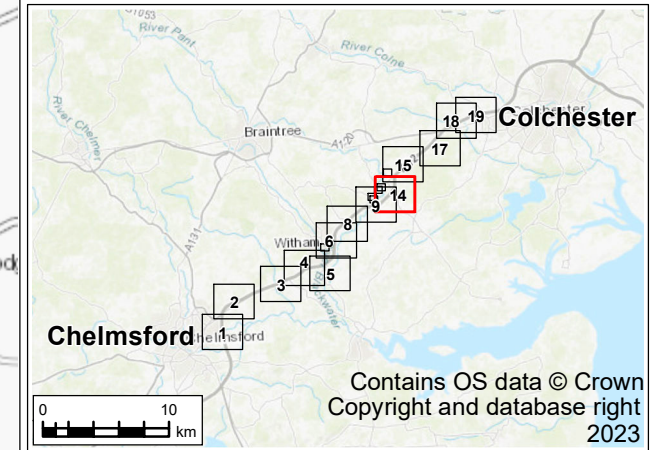 A1053
River Pant
River Colne
River Chelmer
Braintree
A120
18
19
Colchester
17
15
14
9
8
Witham
6
4
5
3
A131
2
Chelmsford
1
Contains OS data © Crown
Copyright and database right
2023
0
10
km